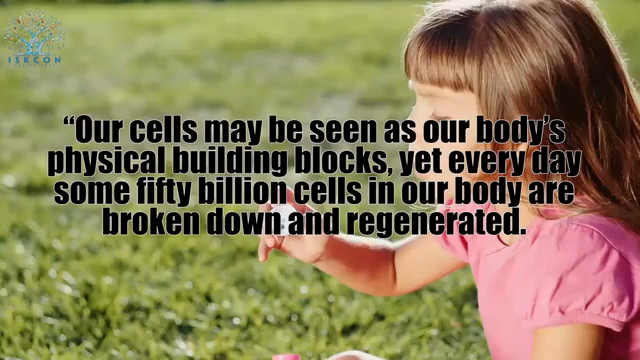 ISKCON
“Our cells may be seen as our body’s
physical building blocks, yet every day
some fifty billion cells in our body are
broken down and regenerated.